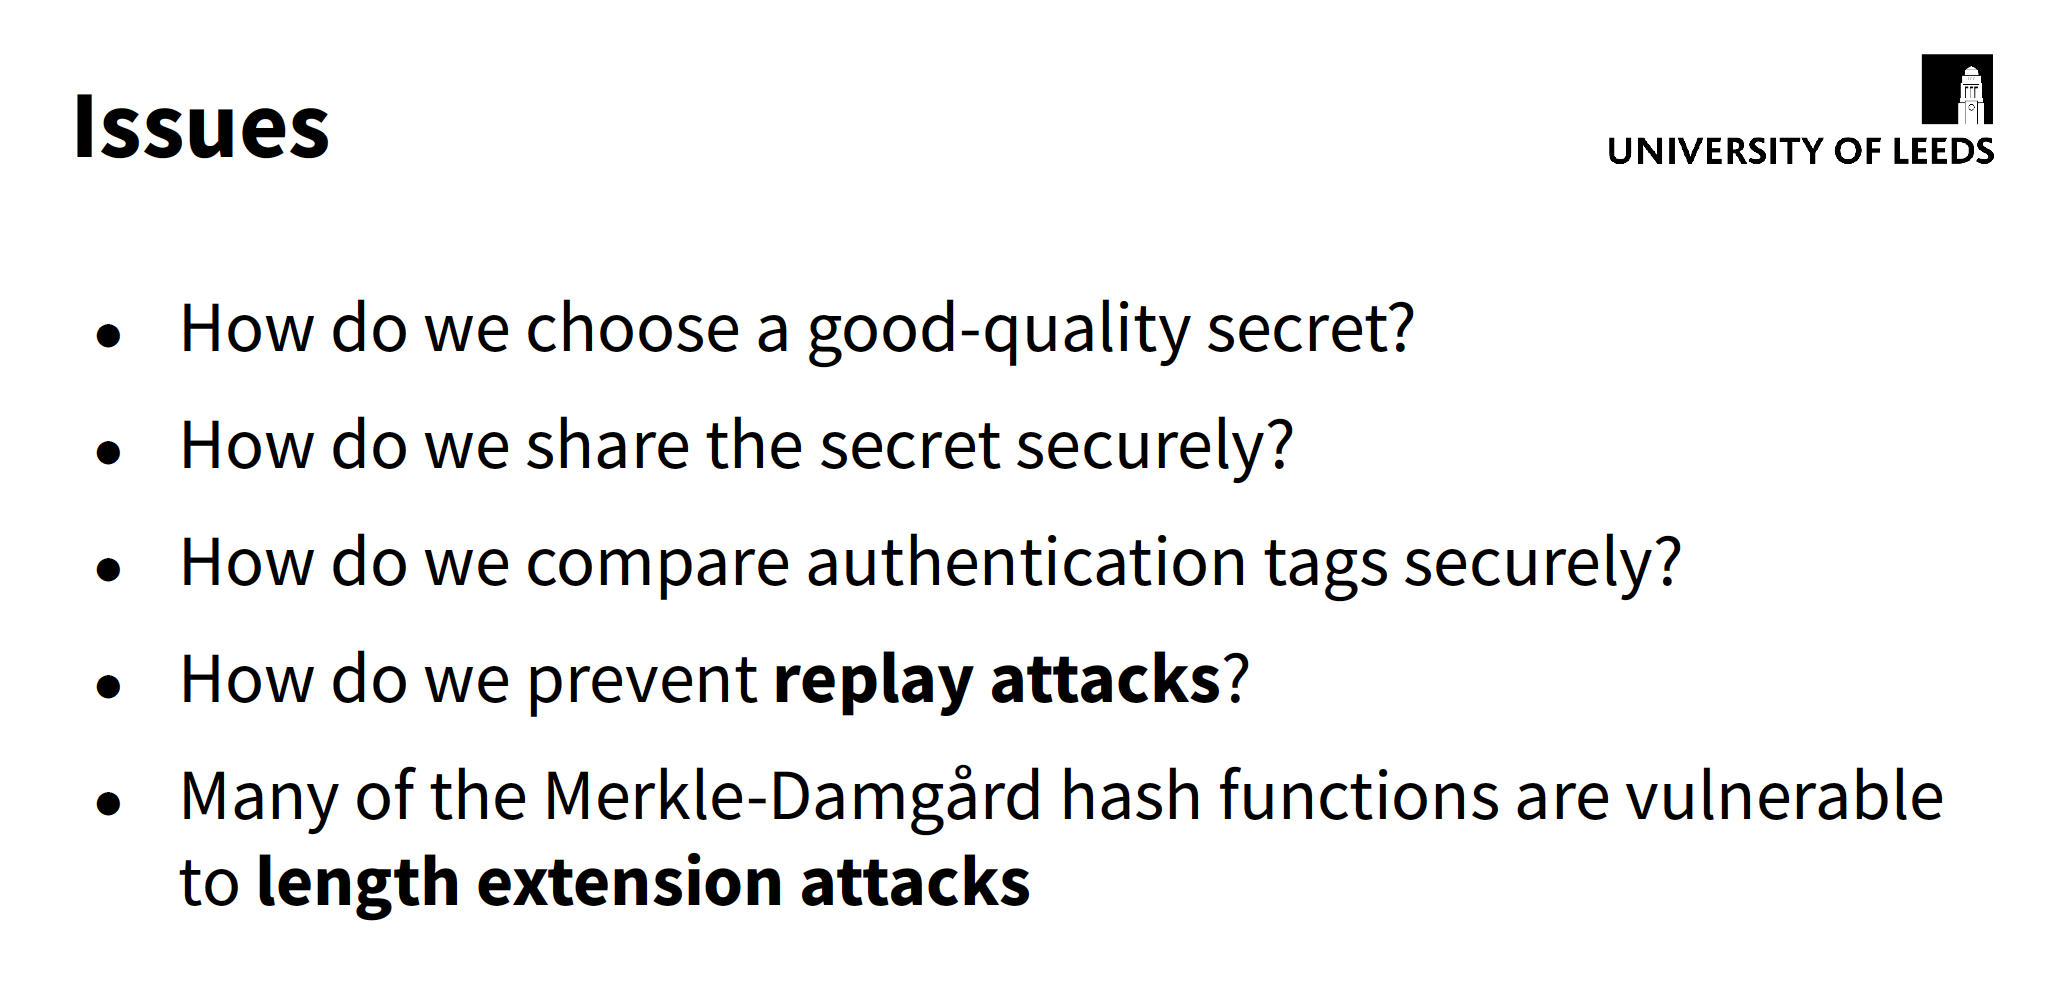 Issues
UNIVERSITY OF LEEDS
● How do we choose a good-quality secret?
● How do we share the secret securely?
● How do we compare authentication tags securely?
● How do we prevent replay attacks?
● Many of the Merkle-Damgård hash functions are vulnerable
to length extension attacks